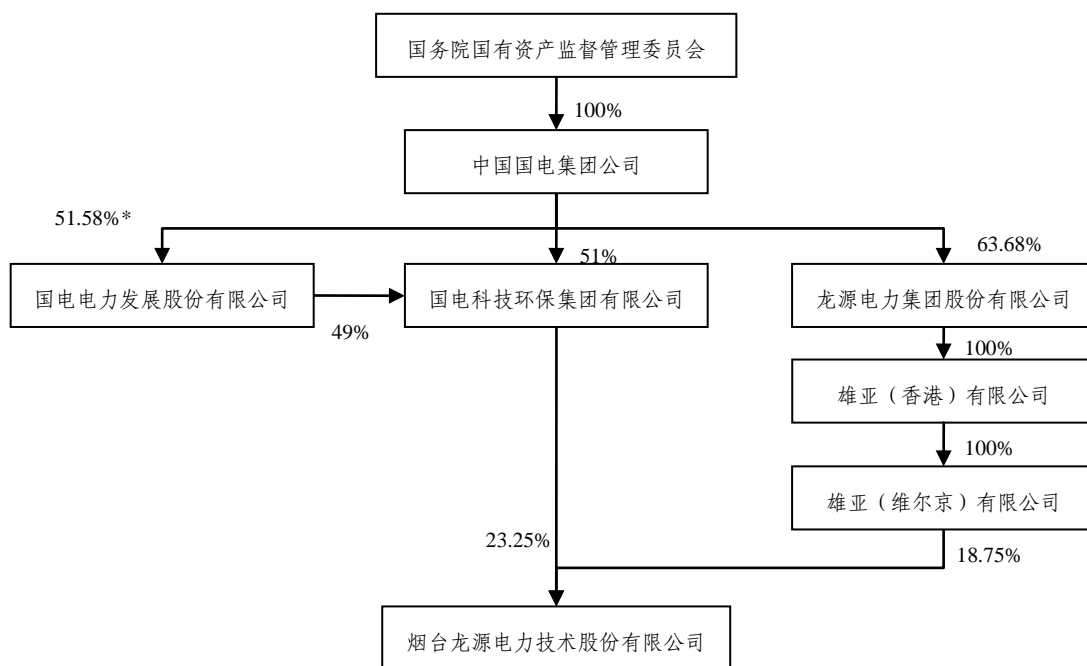 国务院国有资产监督管理委员会
100%
中国国电集团公司
51.58%*
51%
63.68%
国电电力发展股份有限公司
国电科技环保集团有限公司
龙源电力集团股份有限公司
49%
100%
雄亚（香港）有限公司
100%
雄亚（维尔京）有限公司
23.25%
18.75%
烟台龙源电力技术股份有限公司